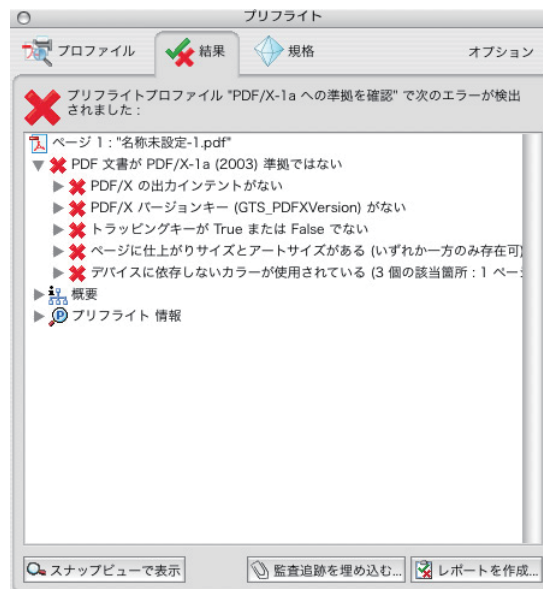 プリフライト
プロファイル
結果
規格
オプション
プリフライトプロファイル "PDF/X-1a への準拠を確認" で次のエラーが検出
されました :
ページ 1 : "名称未設定-1.pdf"
PDF 文書が PDF/X-1a (2003) 準拠ではない
PDF/X の出力インテントがない
PDF/X バージョンキー (GTS_PDFXVersion) がない
トラッピングキーが True または False でない
ページに仕上がりサイズとアートサイズがある (いずれか一方のみ存在可)
デバイスに依存しないカラーが使用されている (3 個の該当箇所 : 1 ペー
概要
プリフライト 情報
スナップビューで表示
監査追跡を埋め込む...
レポートを作成...